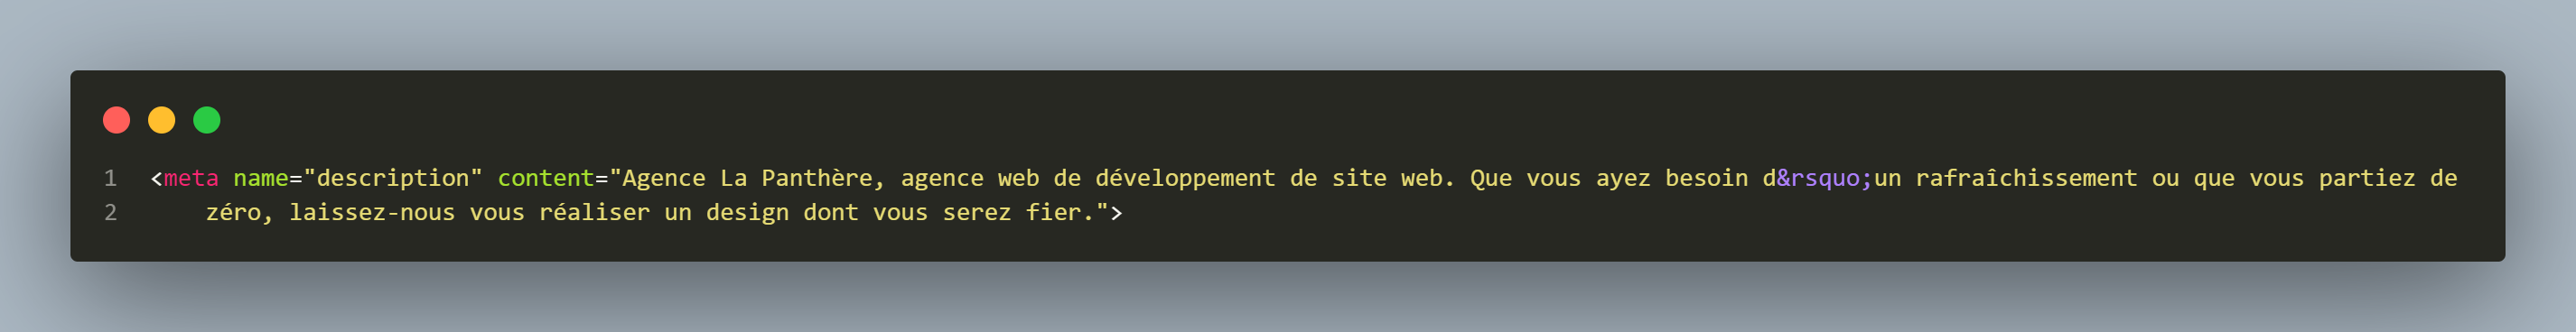 1 <meta name="description" content="Agence La Panthère, agence web de développement de site web. Que vous ayez besoin d&rsquo;un rafraîchissement ou que vous partiez de
2 zéro, laissez-nous vous réaliser un design dont vous serez fier.">